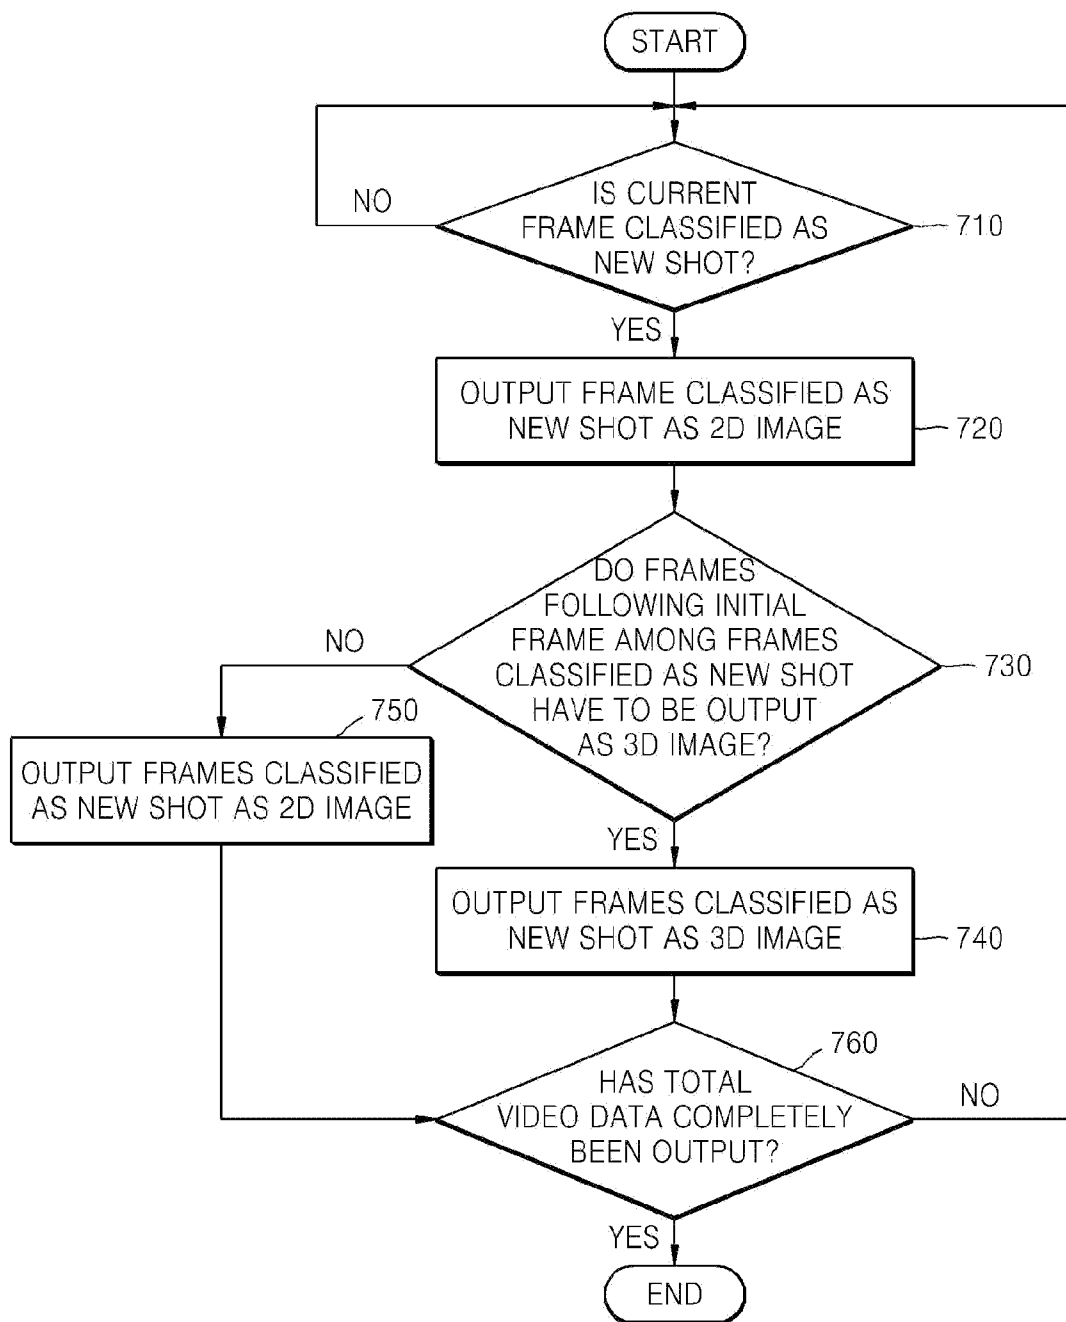 START
NO
IS CURRENT
FRAME CLASSIFIED AS
NEW SHOT?
710
YES
OUTPUT FRAME CLASSIFIED AS
NEW SHOT AS 2D IMAGE
720
DO FRAMES
FOLLOWING INITIAL
FRAME AMONG FRAMES
CLASSIFIED AS NEW SHOT
HAVE TO BE OUTPUT
AS 3D IMAGE?
NO
730
750
OUTPUT FRAMES CLASSIFIED
AS NEW SHOT AS 2D IMAGE
YES
OUTPUT FRAMES CLASSIFIED AS
NEW SHOT AS 3D IMAGE
740
760
HAS TOTAL
VIDEO DATA COMPLETELY
BEEN OUTPUT?
NO
YES
END